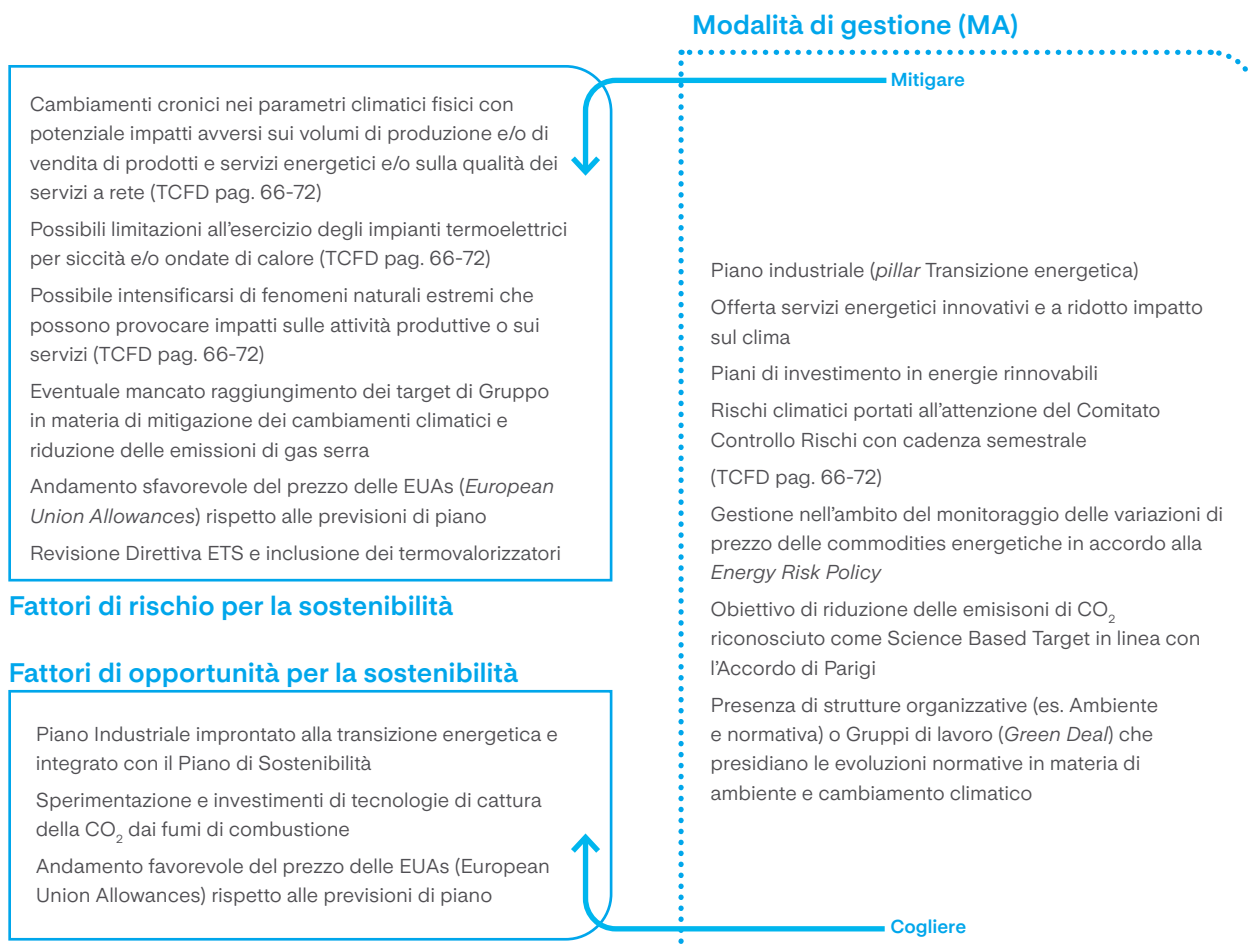 Modalità di gestione (MA)
Mitigare
Cambiamenti cronici nei parametri climatici fisici con
potenziale impatti avversi sui volumi di produzione e/o di
vendita di prodotti e servizi energetici e/o sulla qualità dei
servizi a rete (TCFD pag. 66-72)
Possibili limitazioni all'esercizio degli impianti termoelettrici
per siccità e/o ondate di calore (TCFD pag. 66-72)
Possibile intensificarsi di fenomeni naturali estremi che
possono provocare impatti sulle attività produttive o sui
servizi (TCFD pag. 66-72)
Eventuale mancato raggiungimento dei target di Gruppo
in materia di mitigazione dei cambiamenti climatici e
riduzione delle emissioni di gas serra
Andamento sfavorevole del prezzo delle EUAs (European
Union Allowances) rispetto alle previsioni di piano
Revisione Direttiva ETS e inclusione dei termovalorizzatori
Fattori di rischio per la sostenibilità
Fattori di opportunità per la sostenibilità
Piano Industriale improntato alla transizione energetica e
integrato con il Piano di Sostenibilità
Sperimentazione e investimenti di tecnologie di cattura
della CO₂ dai fumi di combustione
Andamento favorevole del prezzo delle EUAs (European
Union Allowances) rispetto alle previsioni di piano
Piano industriale (pillar Transizione energetica)
Offerta servizi energetici innovativi e a ridotto impatto
sul clima
Piani di investimento in energie rinnovabili
Rischi climatici portati all'attenzione del Comitato
Controllo Rischi con cadenza semestrale
(TCFD pag. 66-72)
Gestione nell'ambito del monitoraggio delle variazioni di
prezzo delle commodities energetiche in accordo alla
Energy Risk Policy
Obiettivo di riduzione delle emisisoni di CO₂
riconosciuto come Science Based Target in linea con
l'Accordo di Parigi
Presenza di strutture organizzative (es. Ambiente
e normativa) o Gruppi di lavoro (Green Deal) che
presidiano le evoluzioni normative in materia di
ambiente e cambiamento climatico
Cogliere